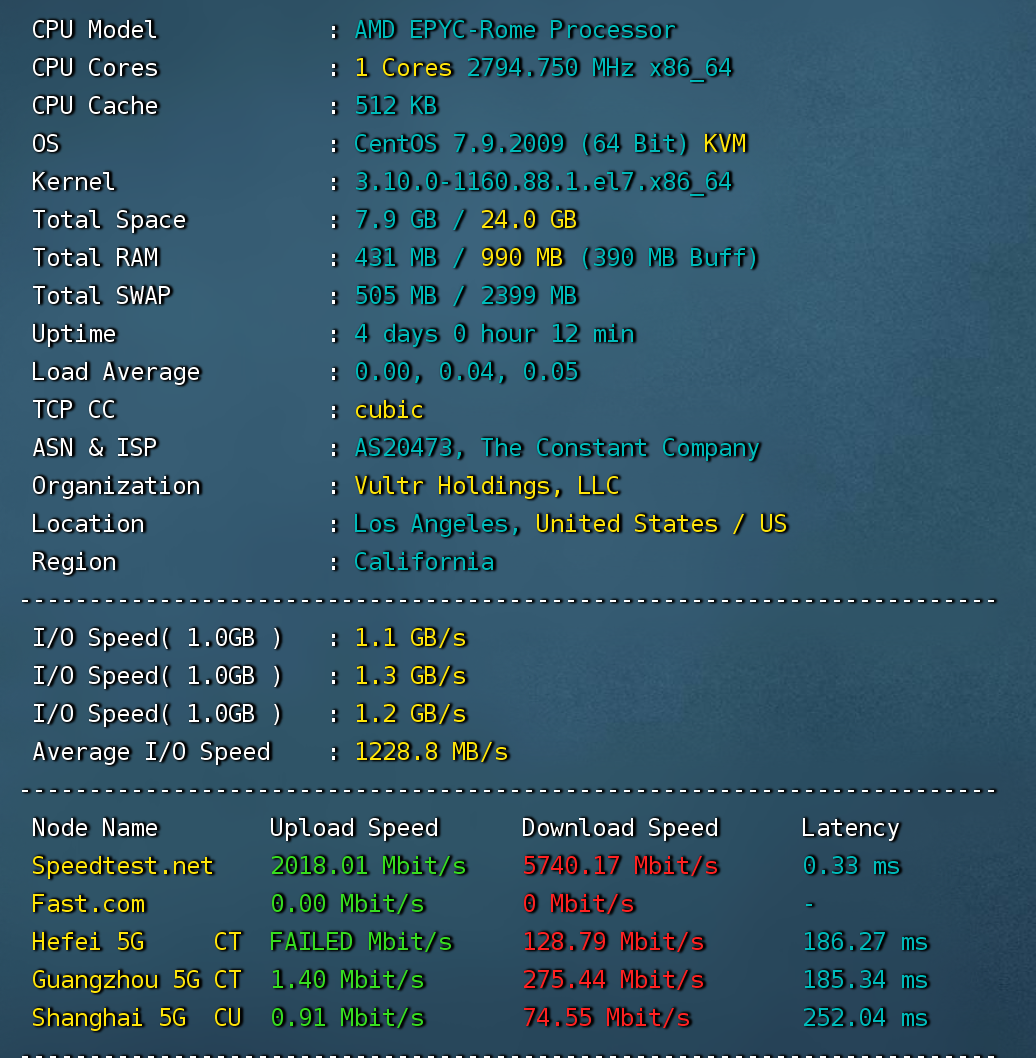 CPU Model : AMD EPYC-Rome Processor
CPU Cores : 1 Cores 2794.750 MHz x86_64
CPU Cache : 512 KB
OS : CentOS 7.9.2009 (64 Bit) KVM
Kernel : 3.10.0-1160.88.1.el7.x86_64
Total Space : 7.9 GB / 24.0 GB
Total RAM : 431 MB / 990 MB (390 MB Buff)
Total SWAP : 505 MB / 2399 MB
Uptime : 4 days 0 hour 12 min
Load Average : 0.00, 0.04, 0.05
TCP CC : cubic
ASN & ISP : AS20473, The Constant Company
Organization : Vultr Holdings, LLC
Location : Los Angeles, United States / US
Region : California
----------------------------------------------------------------------
I/O Speed( 1.0GB ) : 1.1 GB/s
I/O Speed( 1.0GB ) : 1.3 GB/s
I/O Speed( 1.0GB ) : 1.2 GB/s
Average I/O Speed : 1228.8 MB/s
----------------------------------------------------------------------
Node Name Upload Speed Download Speed Latency
Speedtest.net 2018.01 Mbit/s 5740.17 Mbit/s 0.33 ms
Fast.com 0.00 Mbit/s 0 Mbit/s -
Hefei 5G CT FAILED Mbit/s 128.79 Mbit/s 186.27 ms
Guangzhou 5G CT 1.40 Mbit/s 275.44 Mbit/s 185.34 ms
Shanghai 5G CU 0.91 Mbit/s 74.55 Mbit/s 252.04 ms
----------------------------------------------------------------------